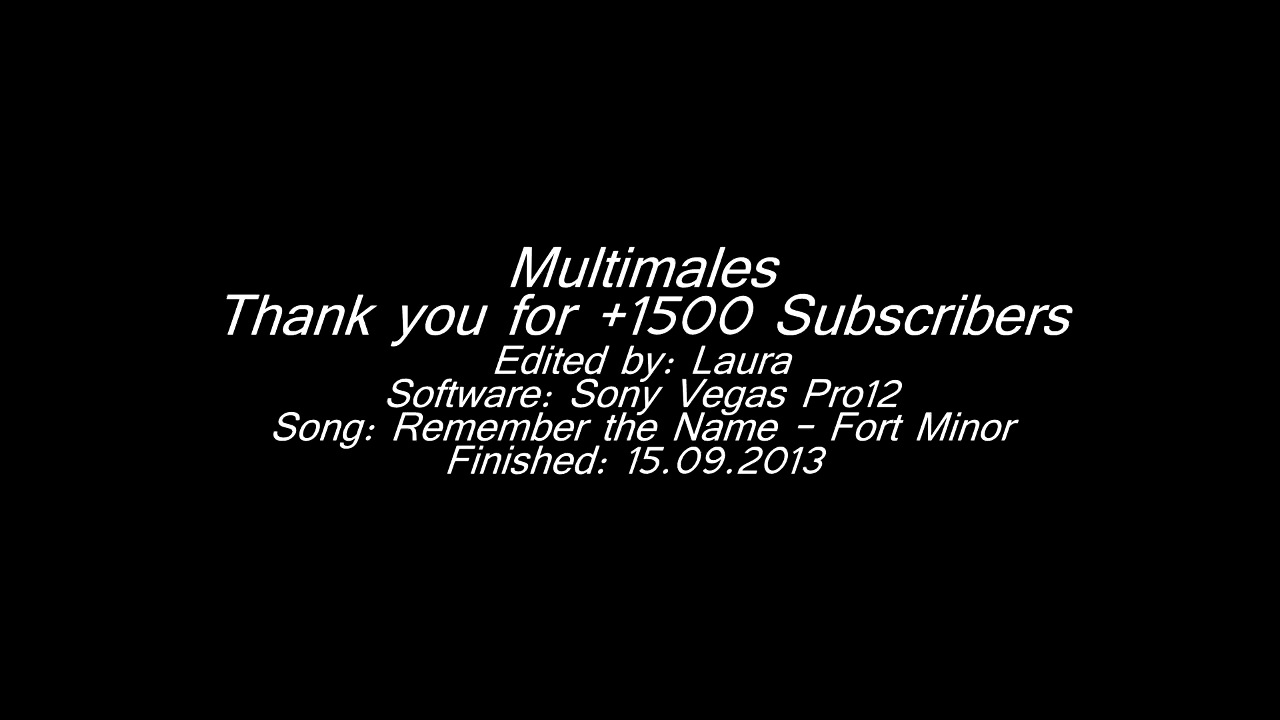 Multimales
Thank you for +1500 Subscribers
Edited by: Laura
Software: Sony Vegas Pro12
Song: Remember the Name - Fort Minor
Finished: 15.09.2013